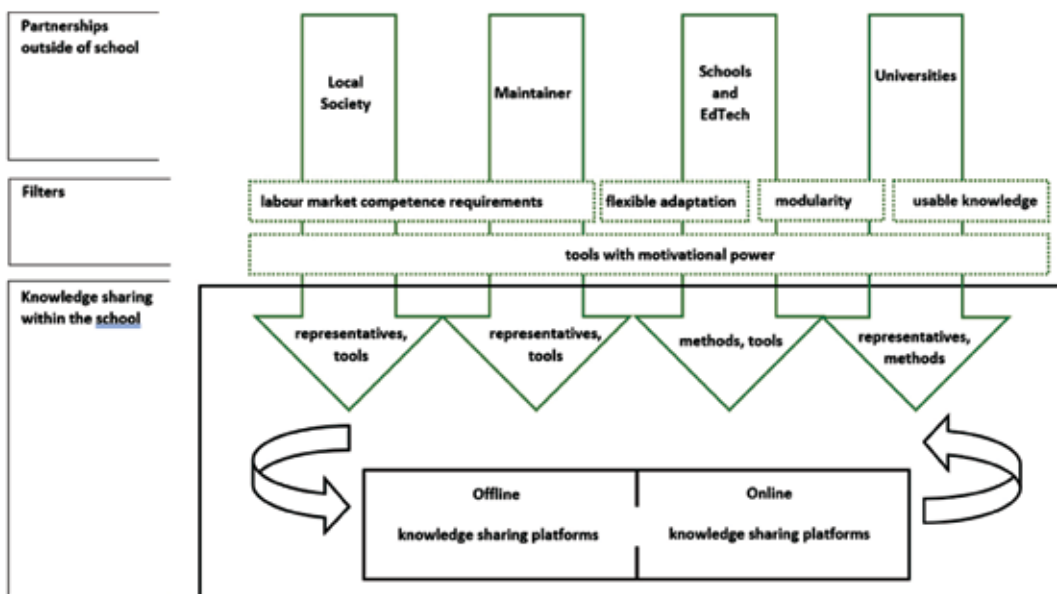 Partnerships
outside of school
Local
Society
Maintainer
Schools
and
EdTech
Universities
Filters
labour market competence requirements
flexible adaptation
modularity
usable knowledge
tools with motivational power
Knowledge sharing
within the school
representatives,
tools
representatives,
tools
methods, tools
representatives,
methods
Offline
knowledge sharing platforms
Online
knowledge sharing platforms